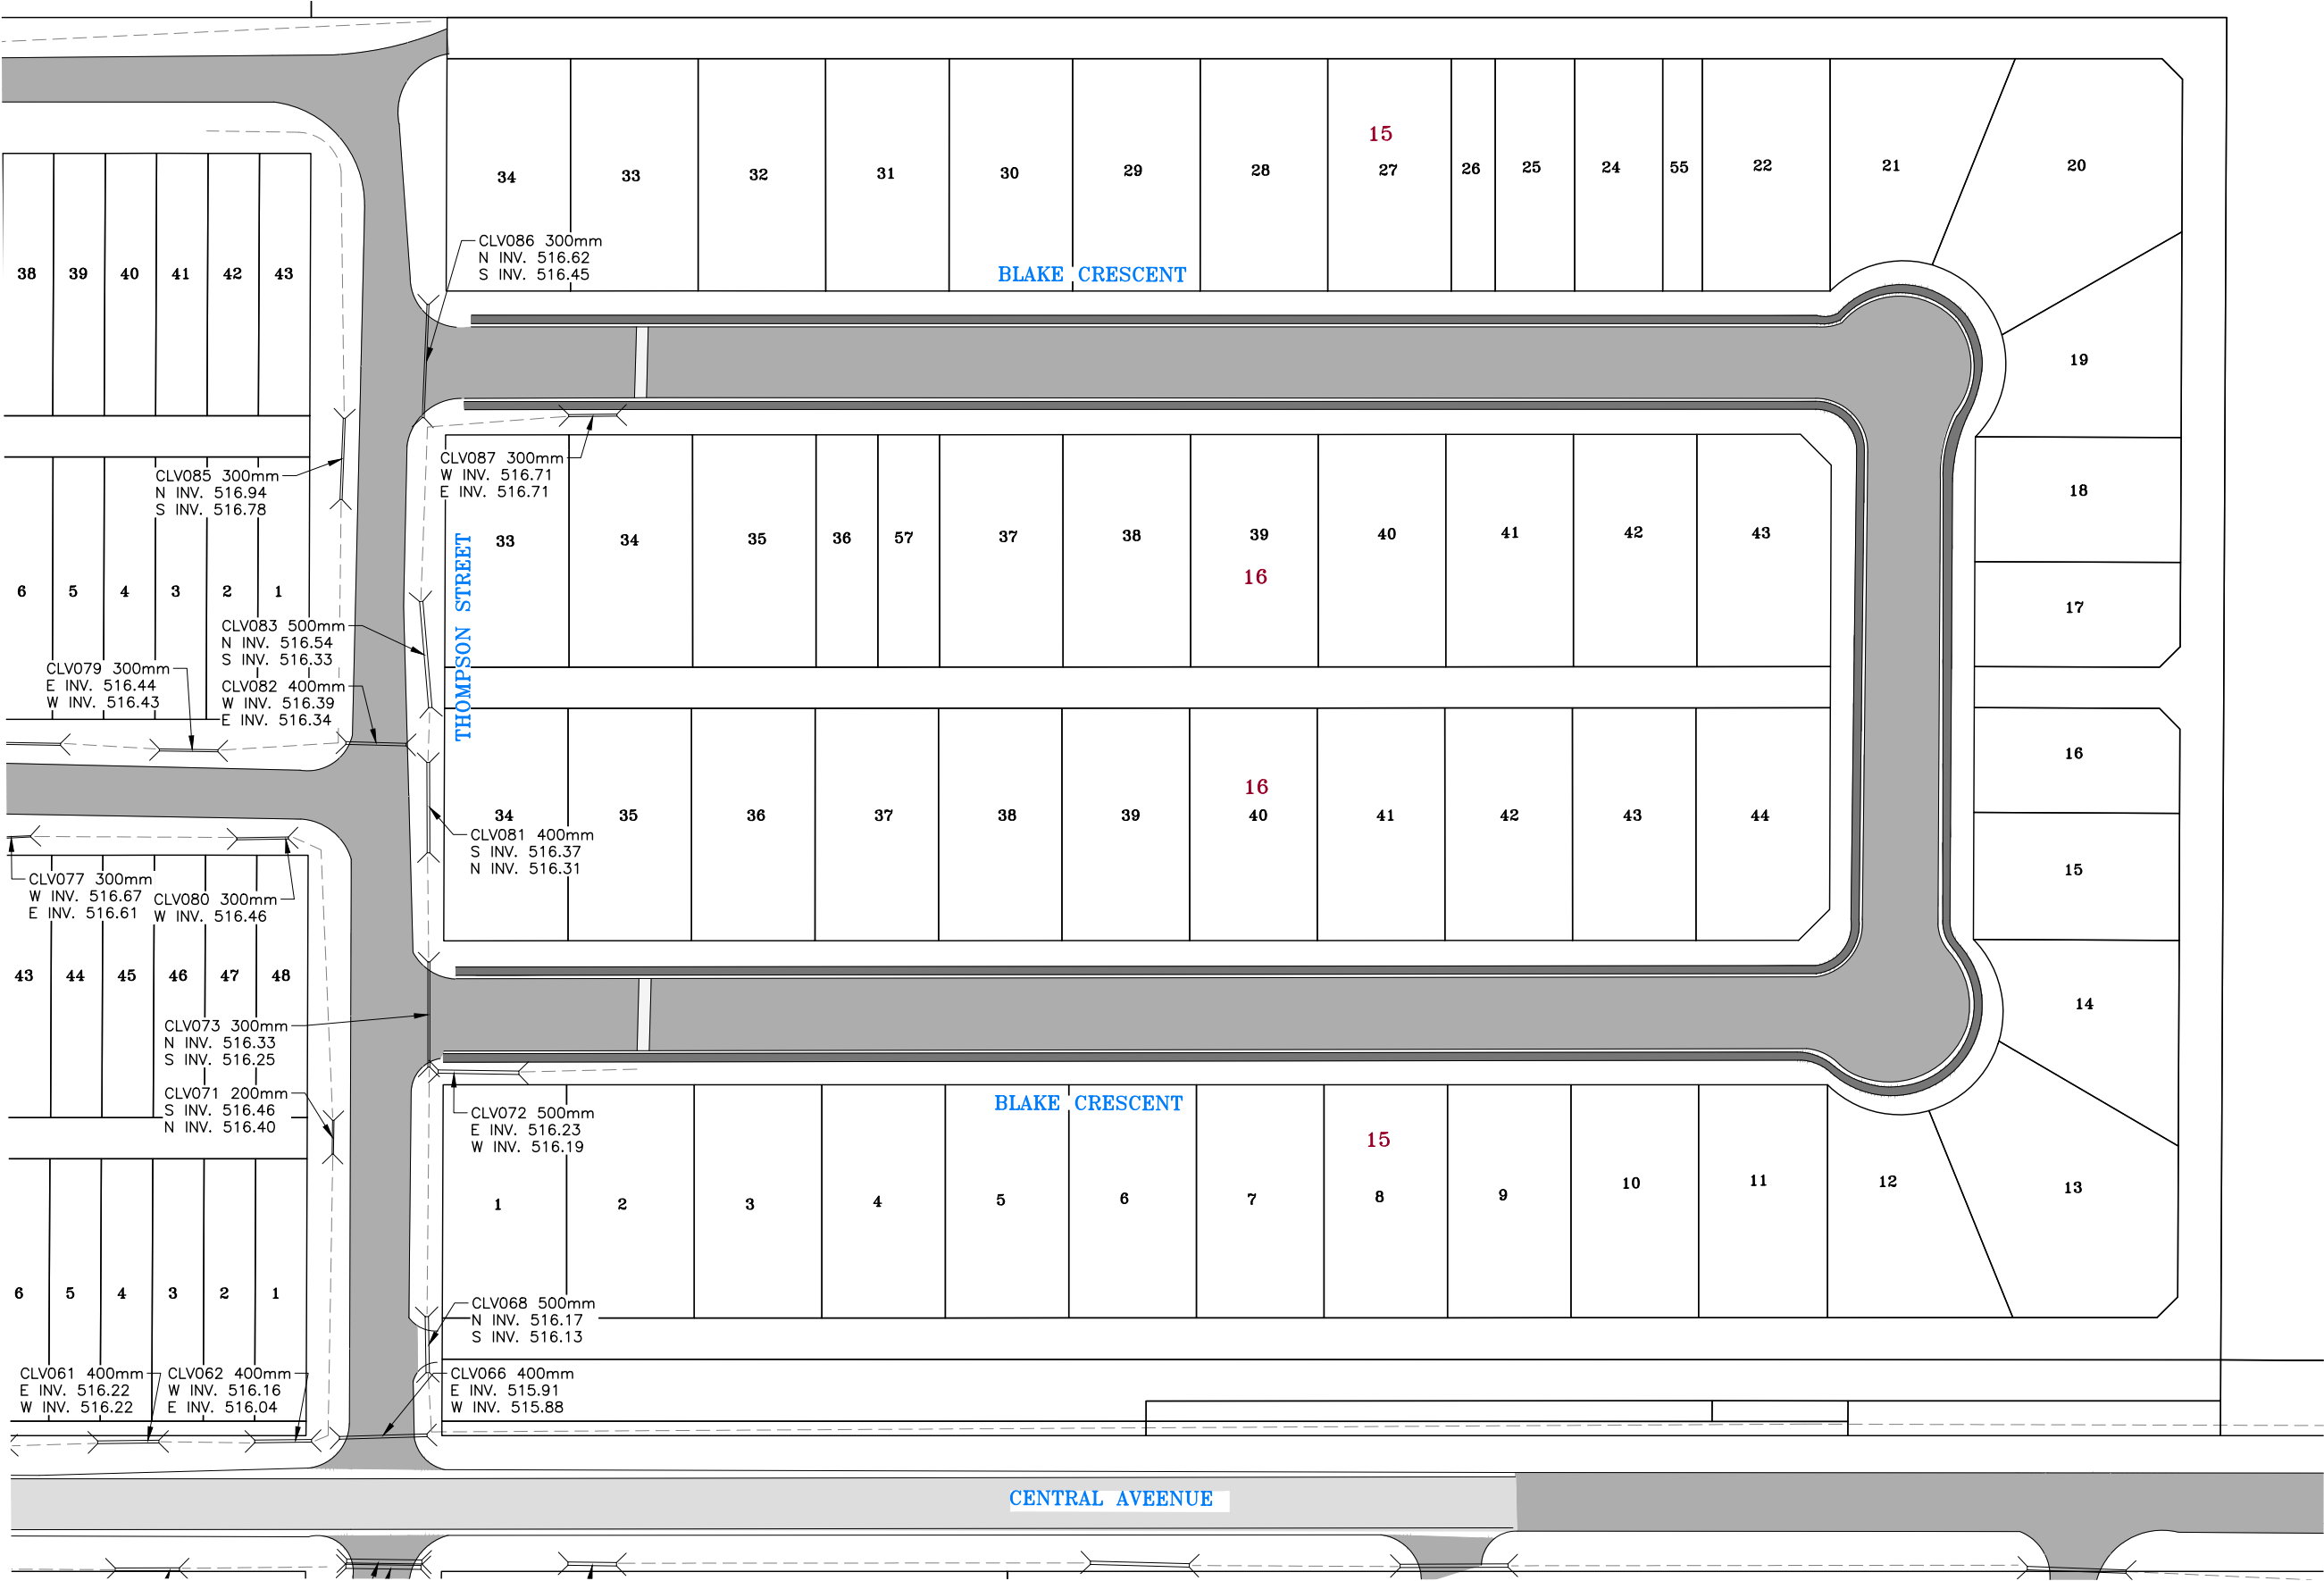 15
34 33 32 31 30 29 28 27 26 25 24 55 22 21 20
CLV086 300mm
N INV. 516.62
S INV. 516.45
BLAKE CRESCENT
38 39 40 41 42 43
19
CLV085 300mm
N INV. 516.94
S INV. 516.78
CLV087 300mm
W INV. 516.71
E INV. 516.71
18
33 34 35 36 57 37 38 39 40 41 42 43
16
THOMPSON STREET
6 5 4 3 2 1
17
CLV083 500mm
N INV. 516.54
S INV. 516.33
CLV079 300mm
E INV. 516.44
W INV. 516.43
CLV082 400mm
W INV. 516.39
E INV. 516.34
16
16
34 35 36 37 38 39 40 41 42 43 44
CLV081 400mm
S INV. 516.37
N INV. 516.31
15
CLV077 300mm
W INV. 516.67
E INV. 516.61
CLV080 300mm
W INV. 516.46
43 44 45 46 47 48
14
CLV073 300mm
N INV. 516.33
S INV. 516.25
CLV071 200mm
S INV. 516.46
N INV. 516.40
CLV072 500mm
E INV. 516.23
W INV. 516.19
BLAKE CRESCENT
15
1 2 3 4 5 6 7 8 9 10 11 12 13
6 5 4 3 2 1
CLV068 500mm
N INV. 516.17
S INV. 516.13
CLV061 400mm
E INV. 516.22
W INV. 516.22
CLV062 400mm
W INV. 516.16
E INV. 516.04
CLV066 400mm
E INV. 515.91
W INV. 515.88
CENTRAL AVEENUE